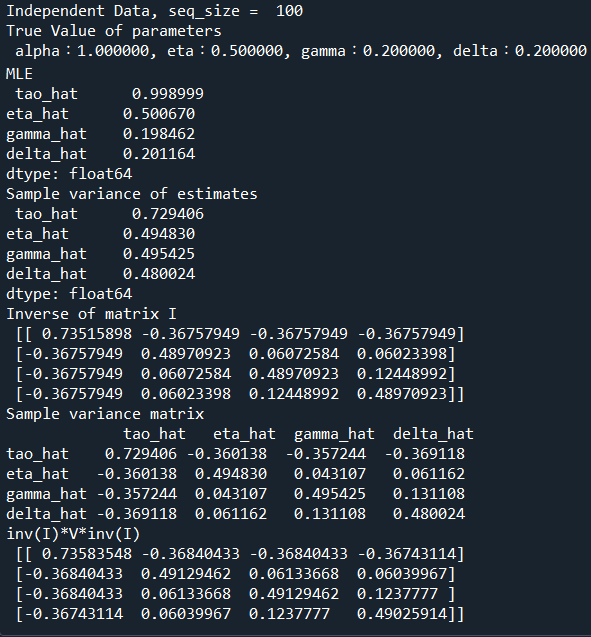 Independent Data, seq_size =  100
True Value of parameters
 alpha：1.000000, eta：0.500000, gamma：0.200000, delta：0.200000
MLE
 tao_hat      0.998999
eta_hat      0.500670
gamma_hat    0.198462
delta_hat    0.201164
dtype: float64
Sample variance of estimates
 tao_hat      0.729406
eta_hat      0.494830
gamma_hat    0.495425
delta_hat    0.480024
dtype: float64
Inverse of matrix I
 [[ 0.73515898 -0.36757949 -0.36757949 -0.36757949]
 [-0.36757949  0.48970923  0.06072584  0.06023398]
 [-0.36757949  0.06072584  0.48970923  0.12448992]
 [-0.36757949  0.06023398  0.12448992  0.48970923]]
Sample variance matrix
             tao_hat   eta_hat  gamma_hat  delta_hat
tao_hat    0.729406 -0.360138  -0.357244  -0.369118
eta_hat   -0.360138  0.494830   0.043107   0.061162
gamma_hat -0.357244  0.043107   0.495425   0.131108
delta_hat -0.369118  0.061162   0.131108   0.480024
inv(I)*V*inv(I)
 [[ 0.73583548 -0.36840433 -0.36840433 -0.36743114]
 [-0.36840433  0.49129462  0.06133668  0.06039967]
 [-0.36840433  0.06133668  0.49129462  0.1237777 ]
 [-0.36743114  0.06039967  0.1237777   0.49025914]]